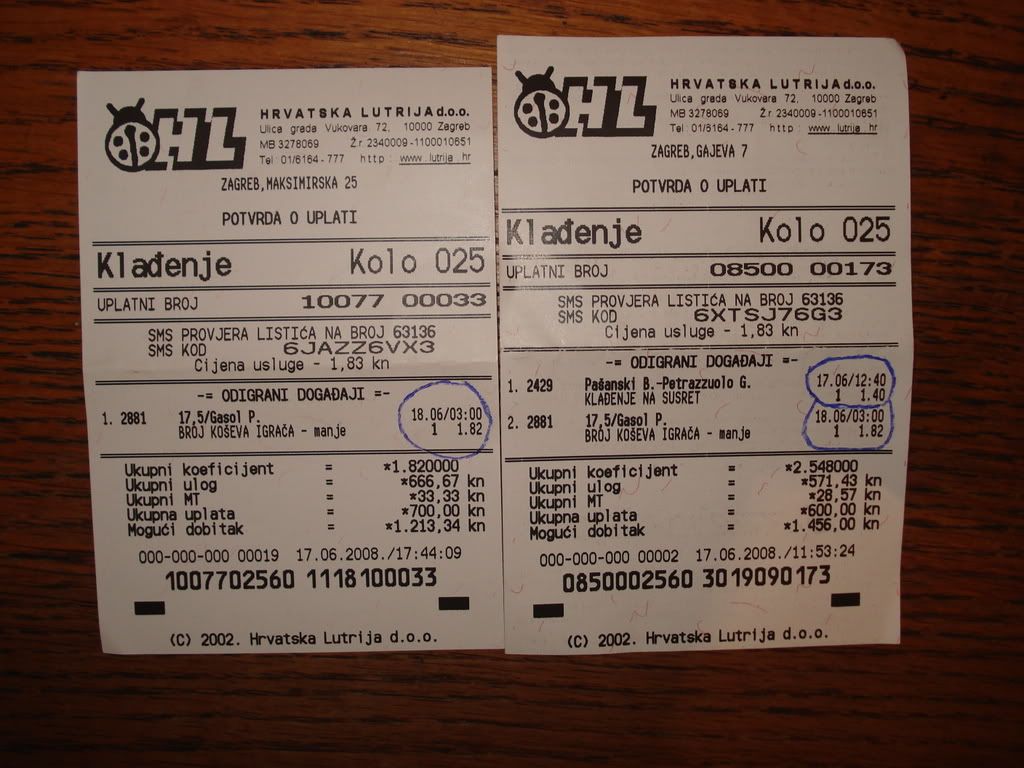 HL
HRVATSKA LUTRIJA d.o.o.
Ulica grada Vukovara 72, 10000 Zagreb
MB 3278069 Ž.r 2340009-1100010651
Tel: 01/6164-777 http: www.lutrija.hr
ZAGREB,MAKSIMIRSKA 25
POTVRDA O UPLATI
Klađenje Kolo 025
UPLATNI BROJ 10077 00033
SMS PROVJERA LISTIĆA NA BROJ 63136
SMS KOD 6JAZZ6VX3
Cijena usluge - 1,83 kn
-= ODIGRANI DOGAĐAJI =-
1. 2881 17,5/Gasol P. 18.06/03:00
BROJ KOŠEVA IGRAČA - manje 1 1.82
Ukupni koeficijent = *1.820000
Ukupni ulog = *666,67 kn
Ukupni MT = *33,33 kn
Ukupna uplata = *700,00 kn
Mogući dobitak = *1.213,34 kn
000-000-000 00019 17.06.2008./17:44:09
1007702560 1118100033
(C) 2002. Hrvatska Lutrija d.o.o.
HL
HRVATSKA LUTRIJA d.o.o.
Ulica grada Vukovara 72, 10000 Zagreb
MB 3278069 Ž.r 2340009-1100010651
Tel: 01/6164-777 http: www.lutrija.hr
ZAGREB,GAJEVA 7
POTVRDA O UPLATI
Klađenje Kolo 025
UPLATNI BROJ 08500 00173
SMS PROVJERA LISTIĆA NA BROJ 63136
SMS KOD 6XTSJ76G3
Cijena usluge - 1,83 kn
-= ODIGRANI DOGAĐAJI =-
1. 2429 Pašanski B.-Petrazzuolo G. 17.06/12:40
KLAĐENJE NA SUSRET 1 1.40
2. 2881 17,5/Gasol P. 18.06/03:00
BROJ KOŠEVA IGRAČA - manje 1 1.82
Ukupni koeficijent = *2.548000
Ukupni ulog = *571,43 kn
Ukupni MT = *28,57 kn
Ukupna uplata = *600,00 kn
Mogući dobitak = *1.456,00 kn
000-000-000 00002 17.06.2008./11:53:24
0850002560 3019090173
(C) 2002. Hrvatska Lutrija d.o.o.